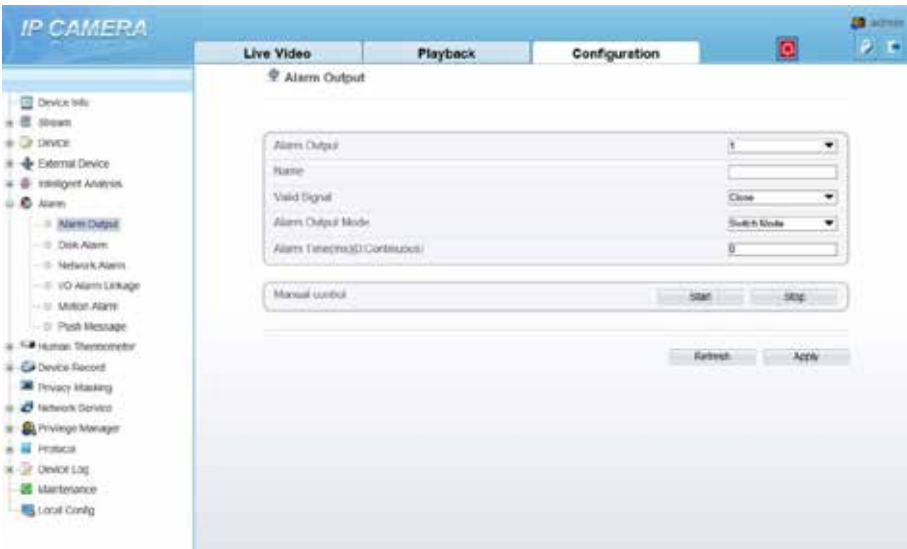 IP CAMERA
admin
Live Video
Playback
Configuration
Alarm Output
Device Info
Stream
Device
External Device
Intelligent Analysis
Alarm
Alarm Output
Disk Alarm
Network Alarm
I/O Alarm Linkage
Motion Alarm
Push Message
Human Thermometer
Device Record
Privacy Masking
Network Service
Privilege Manager
Protocol
Device Log
Maintenance
Local Config
Alarm Output 1
Name
Valid Signal Close
Alarm Output Mode Switch Mode
Alarm Time(ms)(0:Continuous) 0
Manual control Start Stop
Refresh Apply